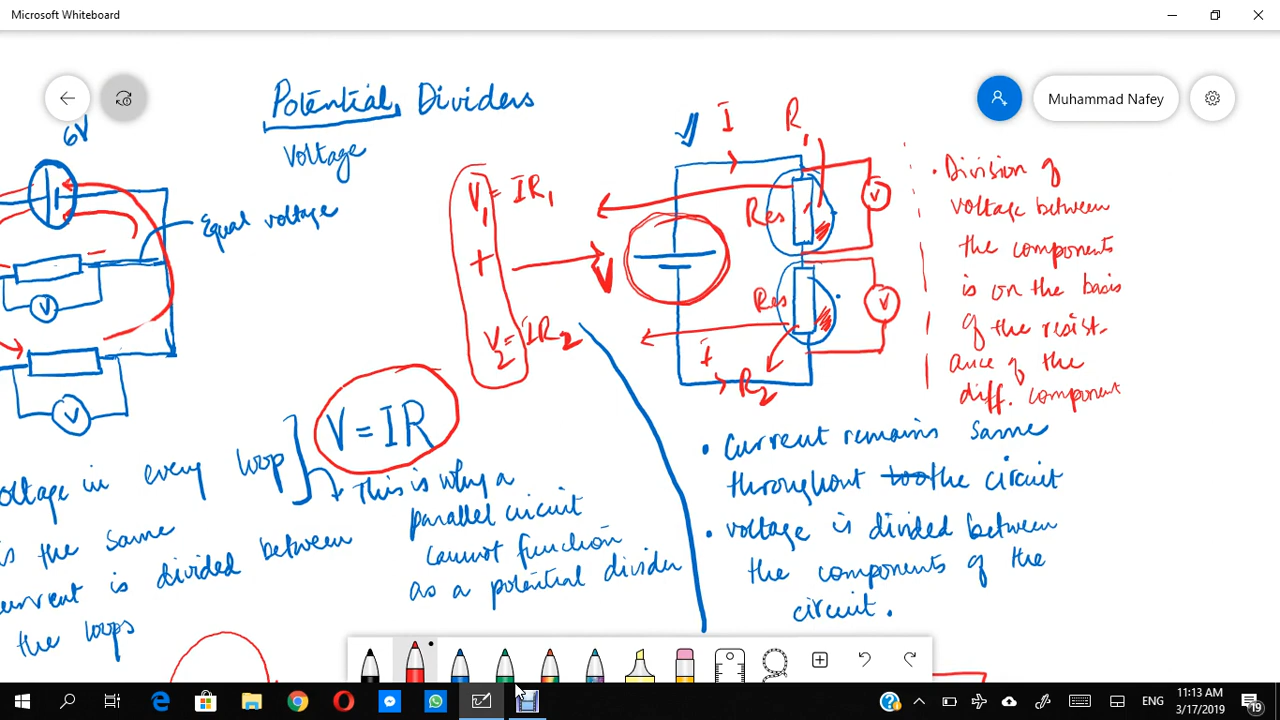 Microsoft Whiteboard
Muhammad Nafey
Potential Dividers
Voltage
6V
Equal voltage
V
V
V₁ = IR₁
+
V₂ = IR₂
V
V = IR
I
R₁
Res
Res
I
R₂
V
V
• Division of
voltage between
the components
is on the basis
of the resist-
ance of the
diff. component
oltage in every loop
is the same
urrent is divided between
the loops
This is why a
parallel circuit
cannot function
as a potential divider
• Current remains same
throughout the circuit
• voltage is divided between
the components of the
circuit.
ENG
11:13 AM
3/17/2019
19